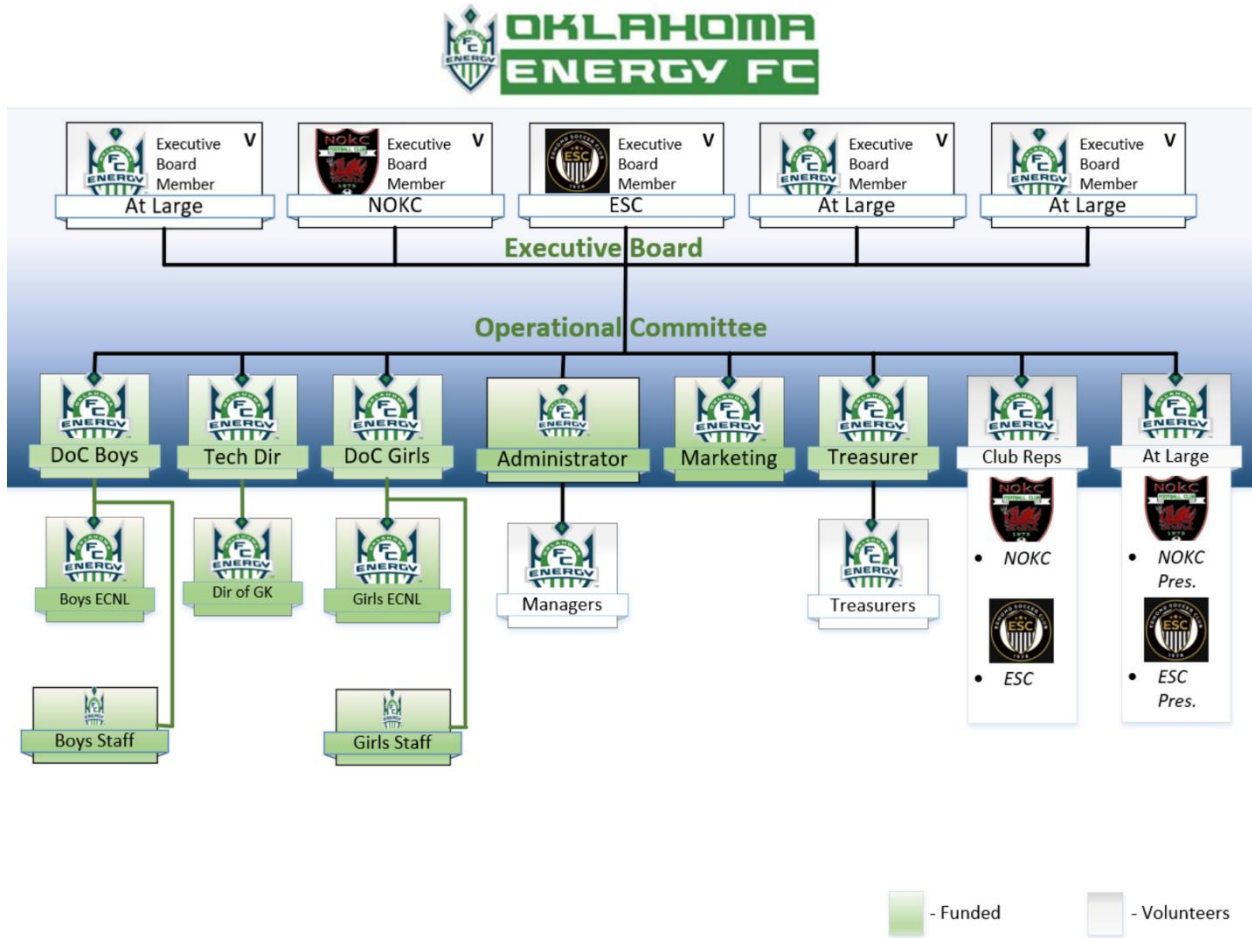 OKLAHOMA
ENERGY FC
Executive Board Member V
At Large
Executive Board Member V
NOKC
Executive Board Member V
ESC
Executive Board Member V
At Large
Executive Board Member V
At Large
Executive Board
Operational Committee
DoC Boys
Tech Dir
DoC Girls
Administrator
Marketing
Treasurer
Club Reps
At Large
Boys ECNL
Dir of GK
Girls ECNL
Managers
Treasurers
• NOKC
• NOKC
Pres.
• ESC
• ESC
Pres.
Boys Staff
Girls Staff
- Funded
- Volunteers